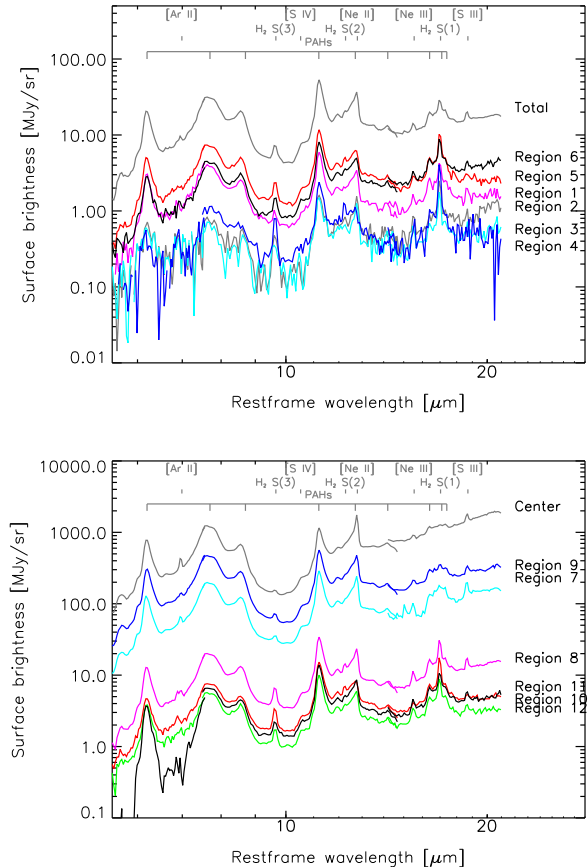 [Ar II] [S IV] [Ne II] [Ne III] [S III]
H₂ S(3) H₂ S(2) H₂ S(1)
PAHs
100.00
10.00
1.00
0.10
0.01
Surface brightness [MJy/sr]
Total
Region 6
Region 5
Region 1
Region 2
Region 3
Region 4
10 20
Restframe wavelength [μm]
[Ar II] [S IV] [Ne II] [Ne III] [S III]
H₂ S(3) H₂ S(2) H₂ S(1)
PAHs
10000.0
1000.0
100.0
10.0
1.0
0.1
Surface brightness [MJy/sr]
Center
Region 9
Region 7
Region 8
Region 11
Region 10
Region 12
10 20
Restframe wavelength [μm]